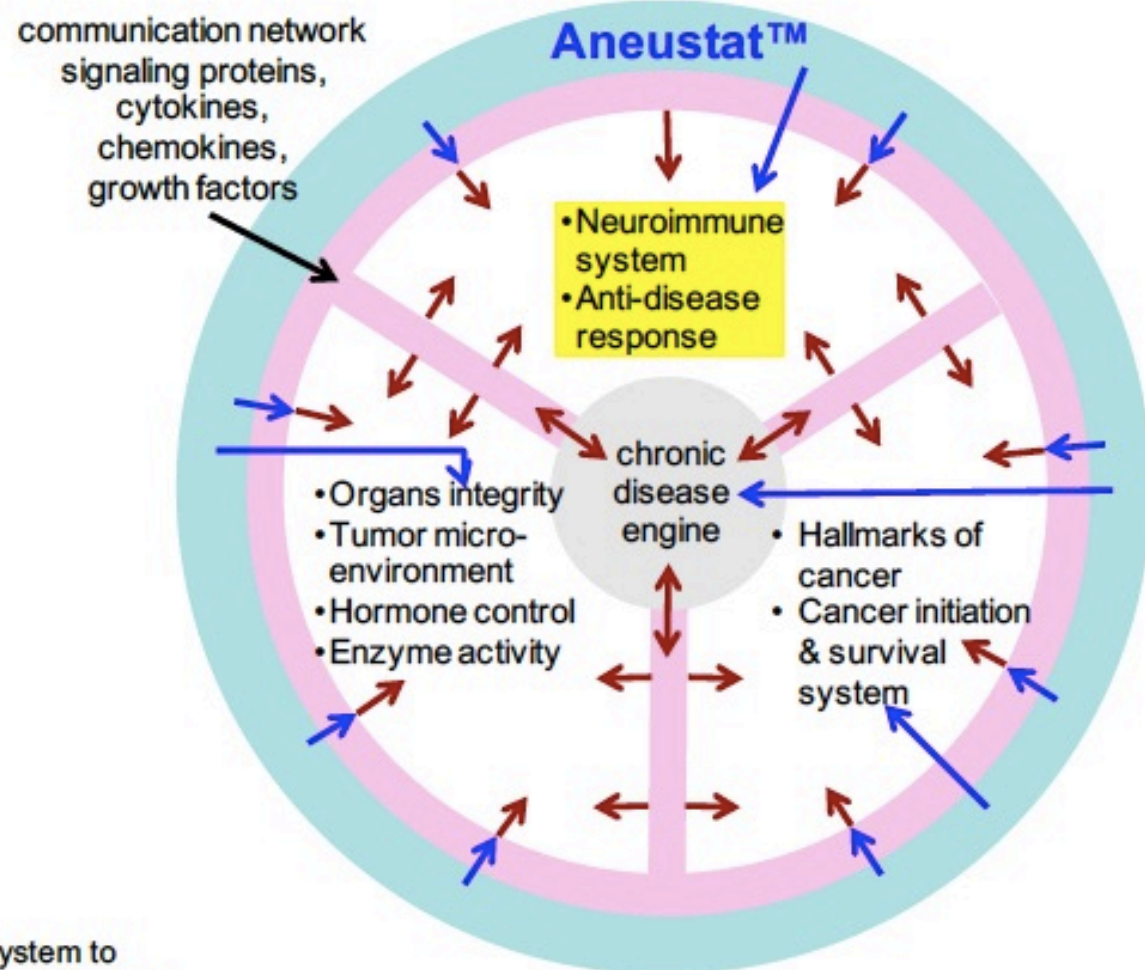 communication network
signaling proteins,
cytokines,
chemokines,
growth factors
Aneustat™
•Neuroimmune
system
•Anti-disease
response
chronic
disease
engine
•Organs integrity
•Tumor micro-
environment
•Hormone control
•Enzyme activity
• Hallmarks of
cancer
• Cancer initiation
& survival
system
ystem to